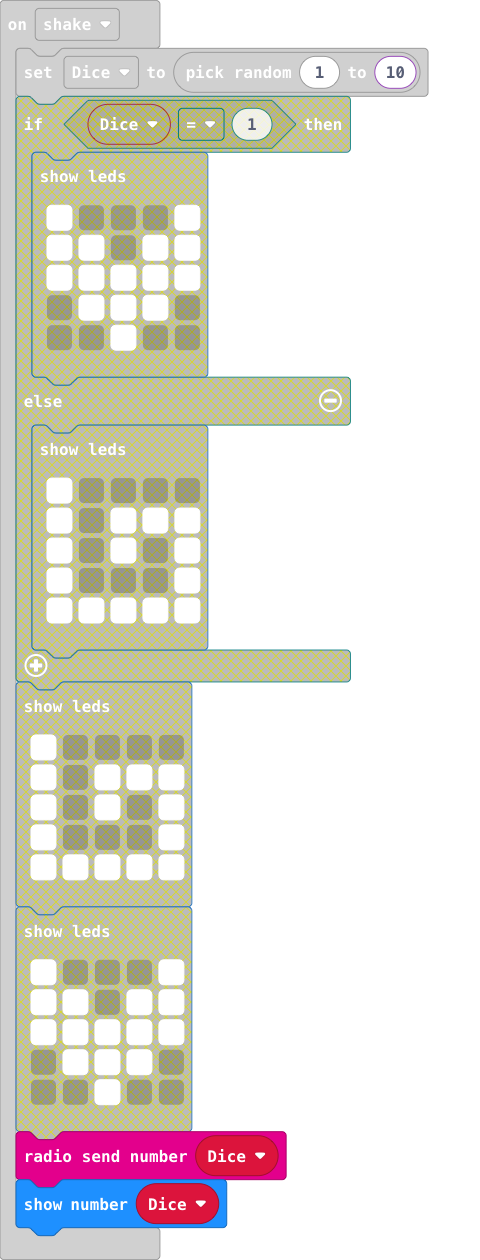 on shake
set Dice to pick random 1 to 10
if Dice = 1 then
show leds
else
show leds
show leds
show leds
radio send number Dice
show number Dice